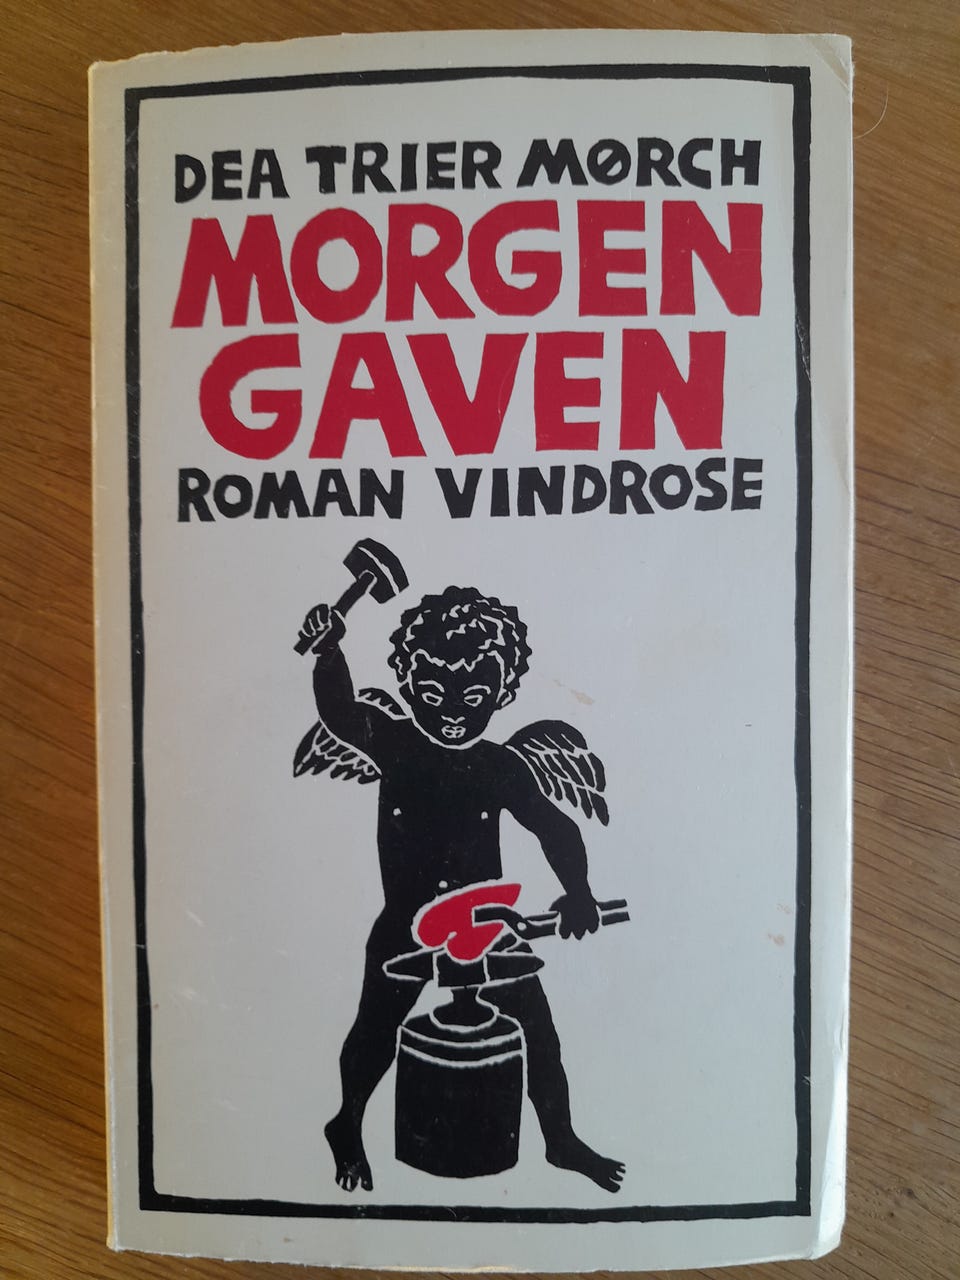 DEA TRIER MØRCH
MORGEN
GAVEN
ROMAN VINDROSE